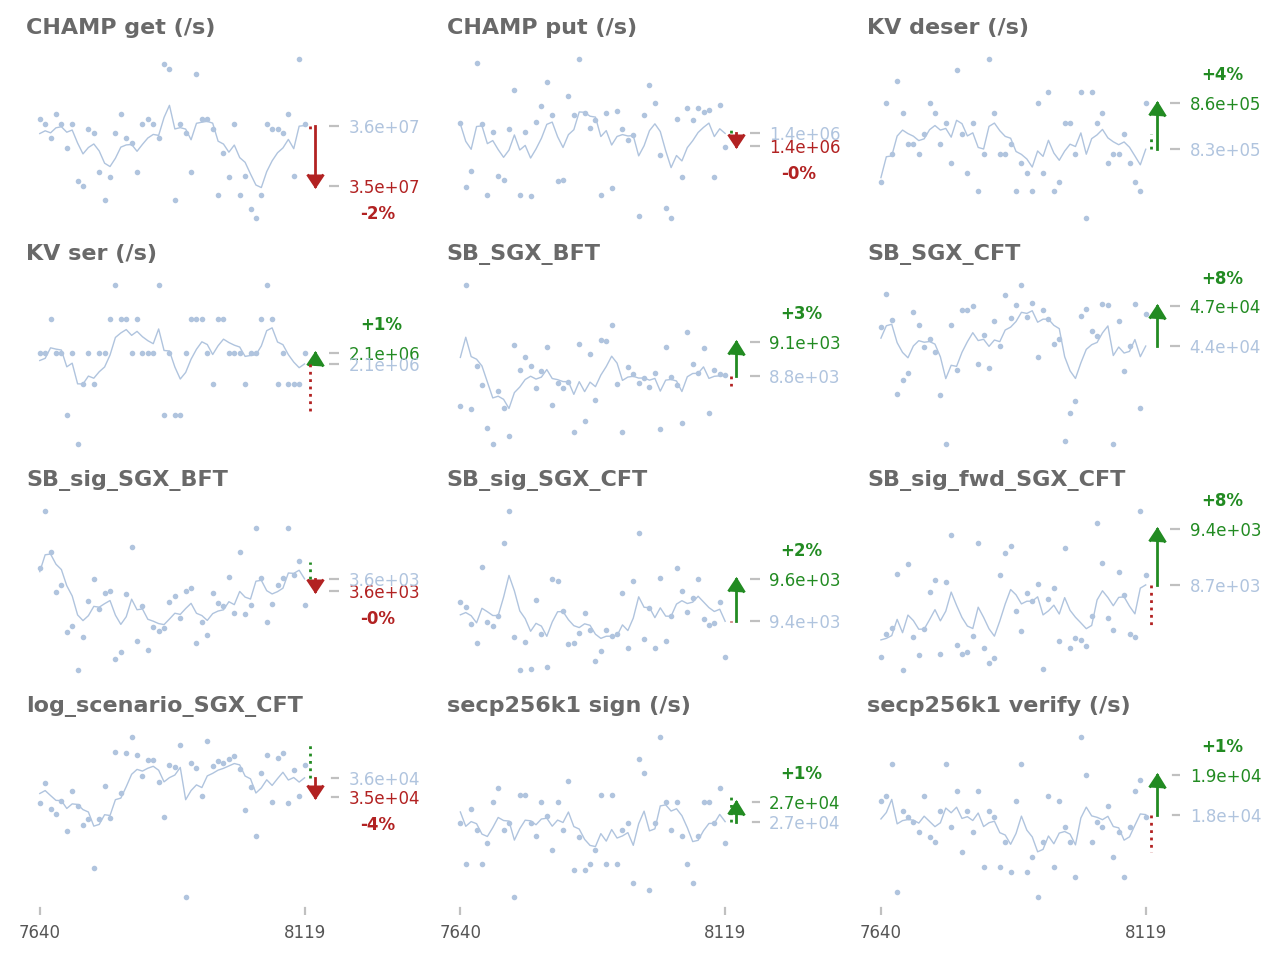 CHAMP get (/s)
3.6e+07
3.5e+07
-2%
CHAMP put (/s)
1.4e+06
1.4e+06
-0%
KV deser (/s)
+4%
8.6e+05
8.3e+05
KV ser (/s)
+1%
2.1e+06
2.1e+06
SB_SGX_BFT
+3%
9.1e+03
8.8e+03
SB_SGX_CFT
+8%
4.7e+04
4.4e+04
SB_sig_SGX_BFT
3.6e+03
3.6e+03
-0%
SB_sig_SGX_CFT
+2%
9.6e+03
9.4e+03
SB_sig_fwd_SGX_CFT
+8%
9.4e+03
8.7e+03
log_scenario_SGX_CFT
3.6e+04
3.5e+04
-4%
7640
8119
secp256k1 sign (/s)
+1%
2.7e+04
2.7e+04
7640
8119
secp256k1 verify (/s)
+1%
1.9e+04
1.8e+04
7640
8119